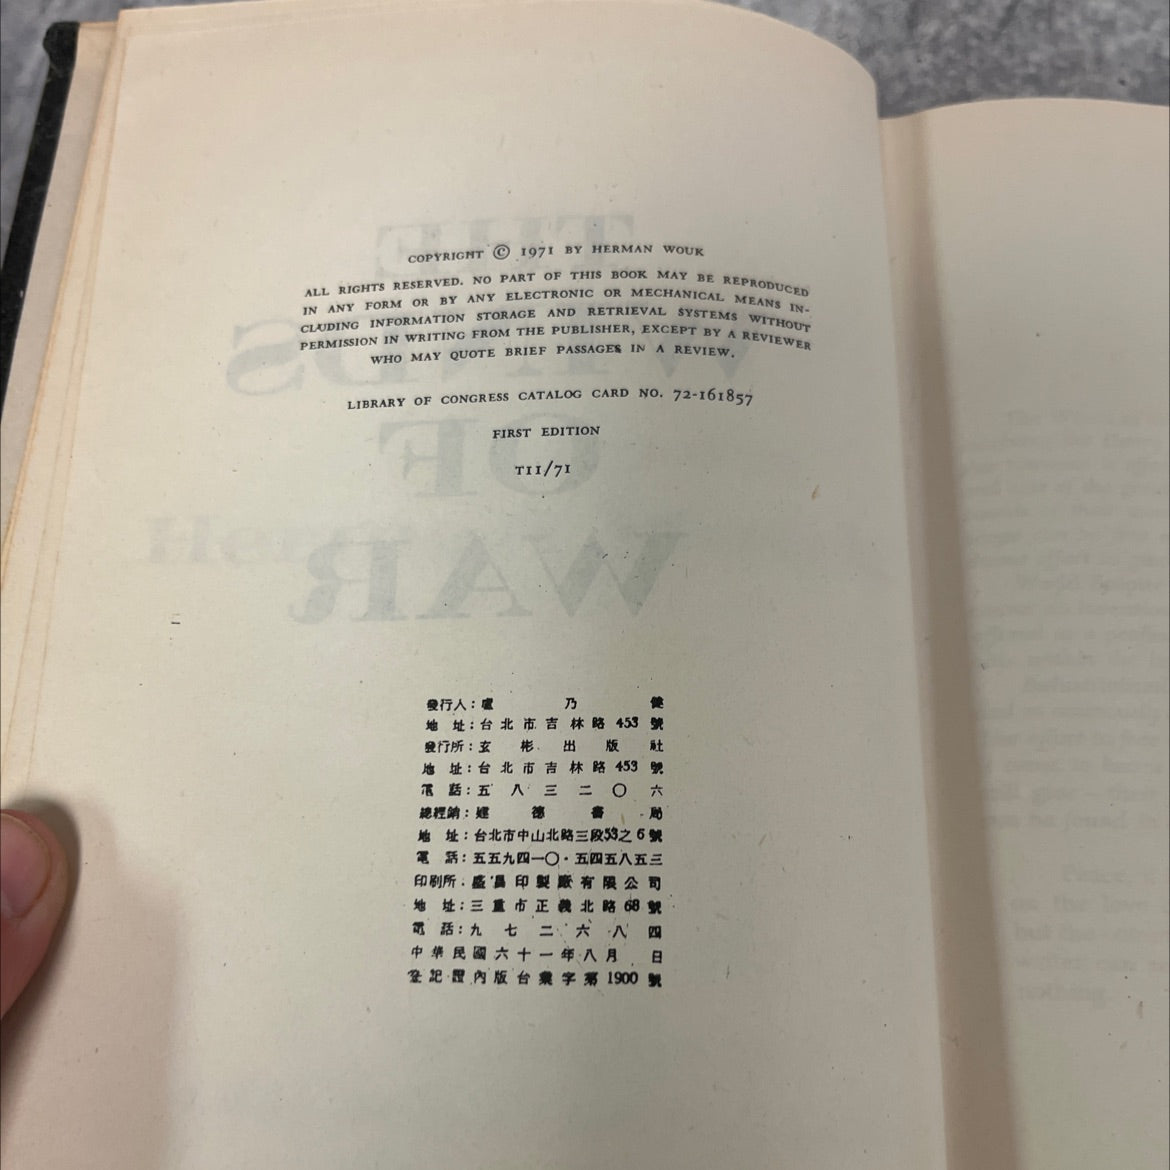 COPYRIGHT © 1971 BY HERMAN WOUK
ALL RIGHTS RESERVED. NO PART OF THIS BOOK MAY BE REPRODUCED
IN ANY FORM OR BY ANY ELECTRONIC OR MECHANICAL MEANS IN-
CLUDING INFORMATION STORAGE AND RETRIEVAL SYSTEMS WITHOUT
PERMISSION IN WRITING FROM THE PUBLISHER, EXCEPT BY A REVIEWER
WHO MAY QUOTE BRIEF PASSAGES IN A REVIEW.
LIBRARY OF CONGRESS CATALOG CARD NO. 72-161857
FIRST EDITION
T11/71
發行人：盧乃健
地址：台北市吉林路453號
發行所：玄彬出版社
地址：台北市吉林路453號
電話：五八三二〇六
總經銷：建德書局
地址：台北市中山北路三段53之6號
電話：五五九四一〇·五四五八五三
印刷所：盛昌印製廠有限公司
地址：三重市正義北路68號
電話：九七二六八四
中華民國六十一年八月 日
登記證內版台業字第1900號